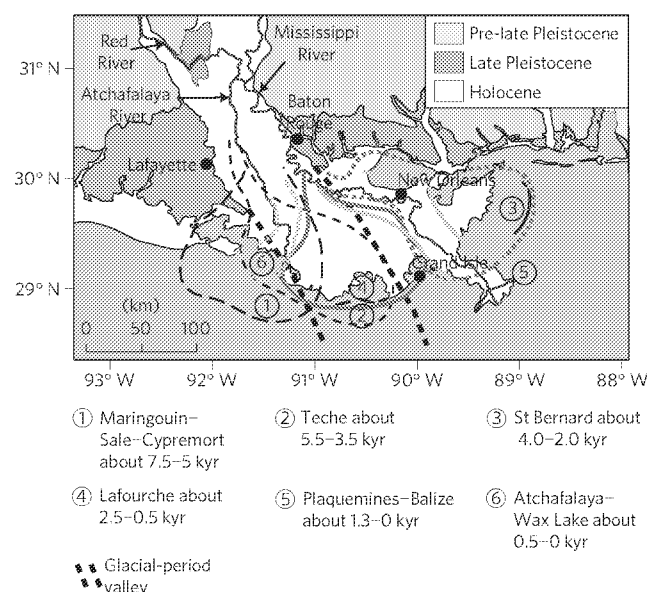 Red
River
Mississippi
River
Pre-late Pleistocene
Late Pleistocene
Holocene
31° N
Atchafalaya
River
Baton
Rouge
Lafayette
30° N
New Orleans
③
Grand Isle
⑥
⑤
29° N
④
①
②
(km)
0 50 100
93° W 92° W 91° W 90° W 89° W 88° W
① Maringouin–
Sale–Cypremort
about 7.5–5 kyr
② Teche about
5.5–3.5 kyr
③ St Bernard about
4.0–2.0 kyr
④ Lafourche about
2.5–0.5 kyr
⑤ Plaquemines–Balize
about 1.3–0 kyr
⑥ Atchafalaya–
Wax Lake about
0.5–0 kyr
Glacial-period
valley